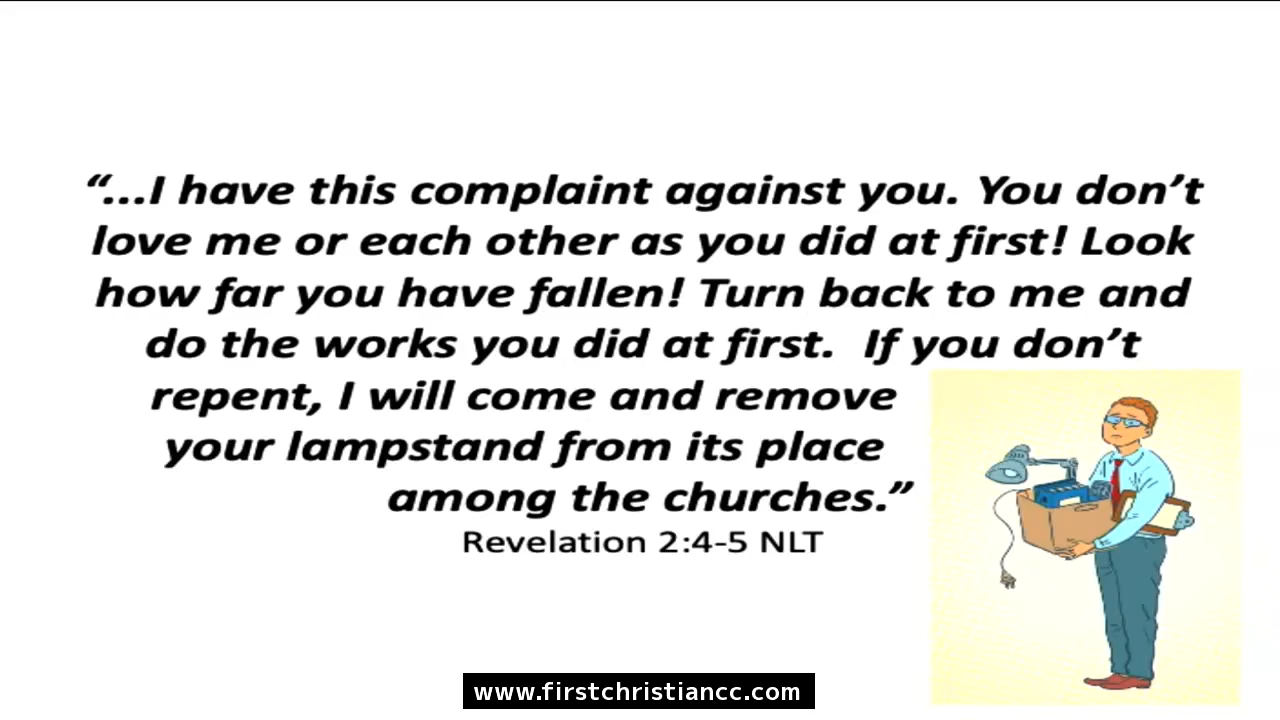 “...I have this complaint against you. You don’t
love me or each other as you did at first! Look
how far you have fallen! Turn back to me and
do the works you did at first.  If you don’t
repent, I will come and remove
your lampstand from its place
among the churches.”
Revelation 2:4-5 NLT
www.firstchristiancc.com